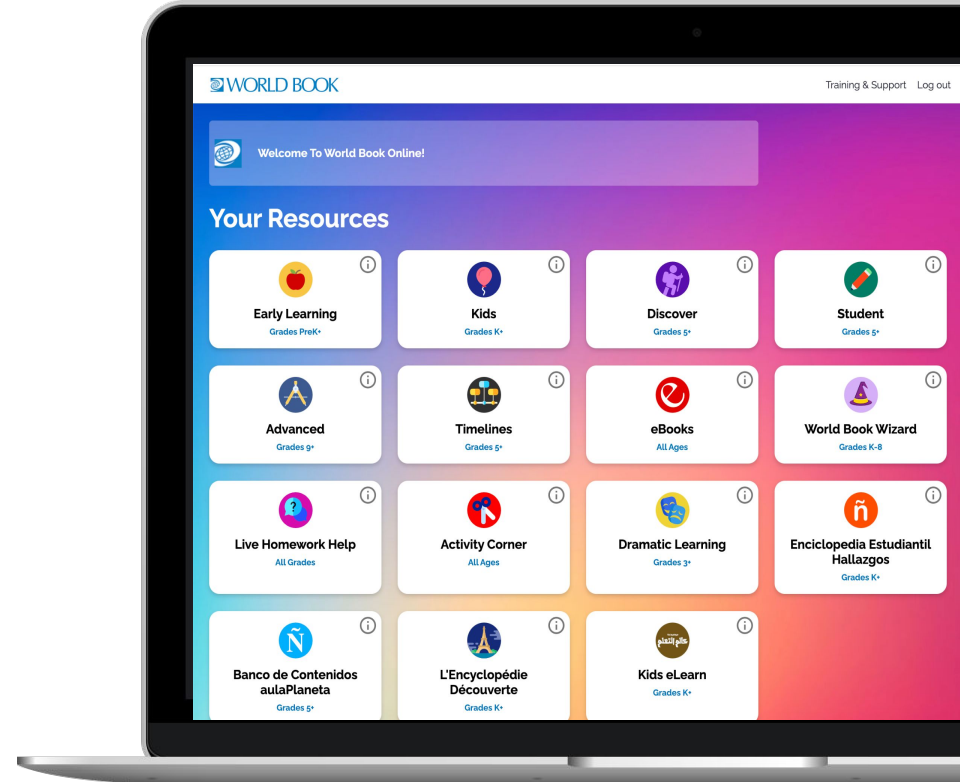 WORLD BOOK
Training & Support Log out
Welcome To World Book Online!
Your Resources
Early Learning
Grades PreK+
Kids
Grades K+
Discover
Grades 5+
Student
Grades 5+
Advanced
Grades 9+
Timelines
Grades 5+
eBooks
All Ages
World Book Wizard
Grades K-8
?
Live Homework Help
All Grades
Activity Corner
All Ages
Dramatic Learning
Grades 3+
ñ
Enciclopedia Estudiantil
Hallazgos
Grades K+
Ñ
Banco de Contenidos
aulaPlaneta
Grades 5+
L'Encyclopédie
Découverte
Grades K+
Kids eLearn
Grades K+